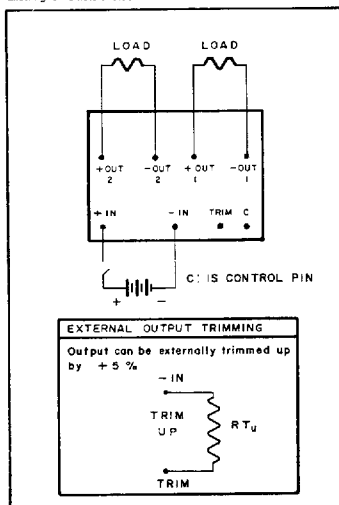 LOAD LOAD
+OUT -OUT +OUT -OUT
2 2 1 1
+IN -IN TRIM C
+ - C: IS CONTROL PIN
EXTERNAL OUTPUT TRIMMING
Output can be externally trimmed up
by +5 %
-IN
TRIM
UP
RTu
TRIM